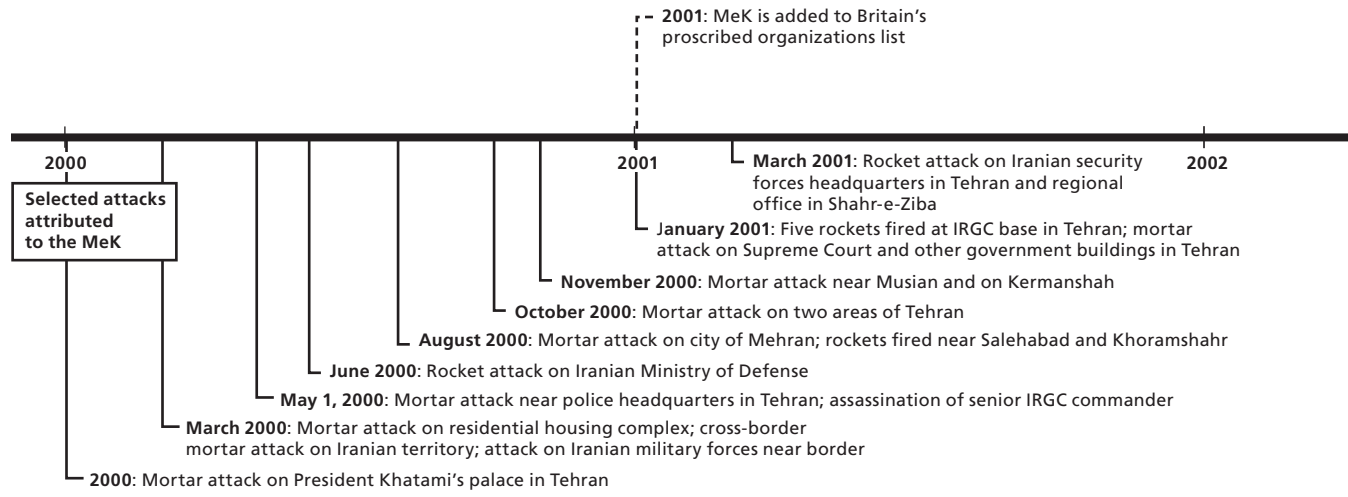 2001: MeK is added to Britain's
proscribed organizations list
2000
2001
2002
Selected attacks
attributed
to the MeK
March 2001: Rocket attack on Iranian security
forces headquarters in Tehran and regional
office in Shahr-e-Ziba
January 2001: Five rockets fired at IRGC base in Tehran; mortar
attack on Supreme Court and other government buildings in Tehran
November 2000: Mortar attack near Musian and on Kermanshah
October 2000: Mortar attack on two areas of Tehran
August 2000: Mortar attack on city of Mehran; rockets fired near Salehabad and Khoramshahr
June 2000: Rocket attack on Iranian Ministry of Defense
May 1, 2000: Mortar attack near police headquarters in Tehran; assassination of senior IRGC commander
March 2000: Mortar attack on residential housing complex; cross-border
mortar attack on Iranian territory; attack on Iranian military forces near border
2000: Mortar attack on President Khatami's palace in Tehran